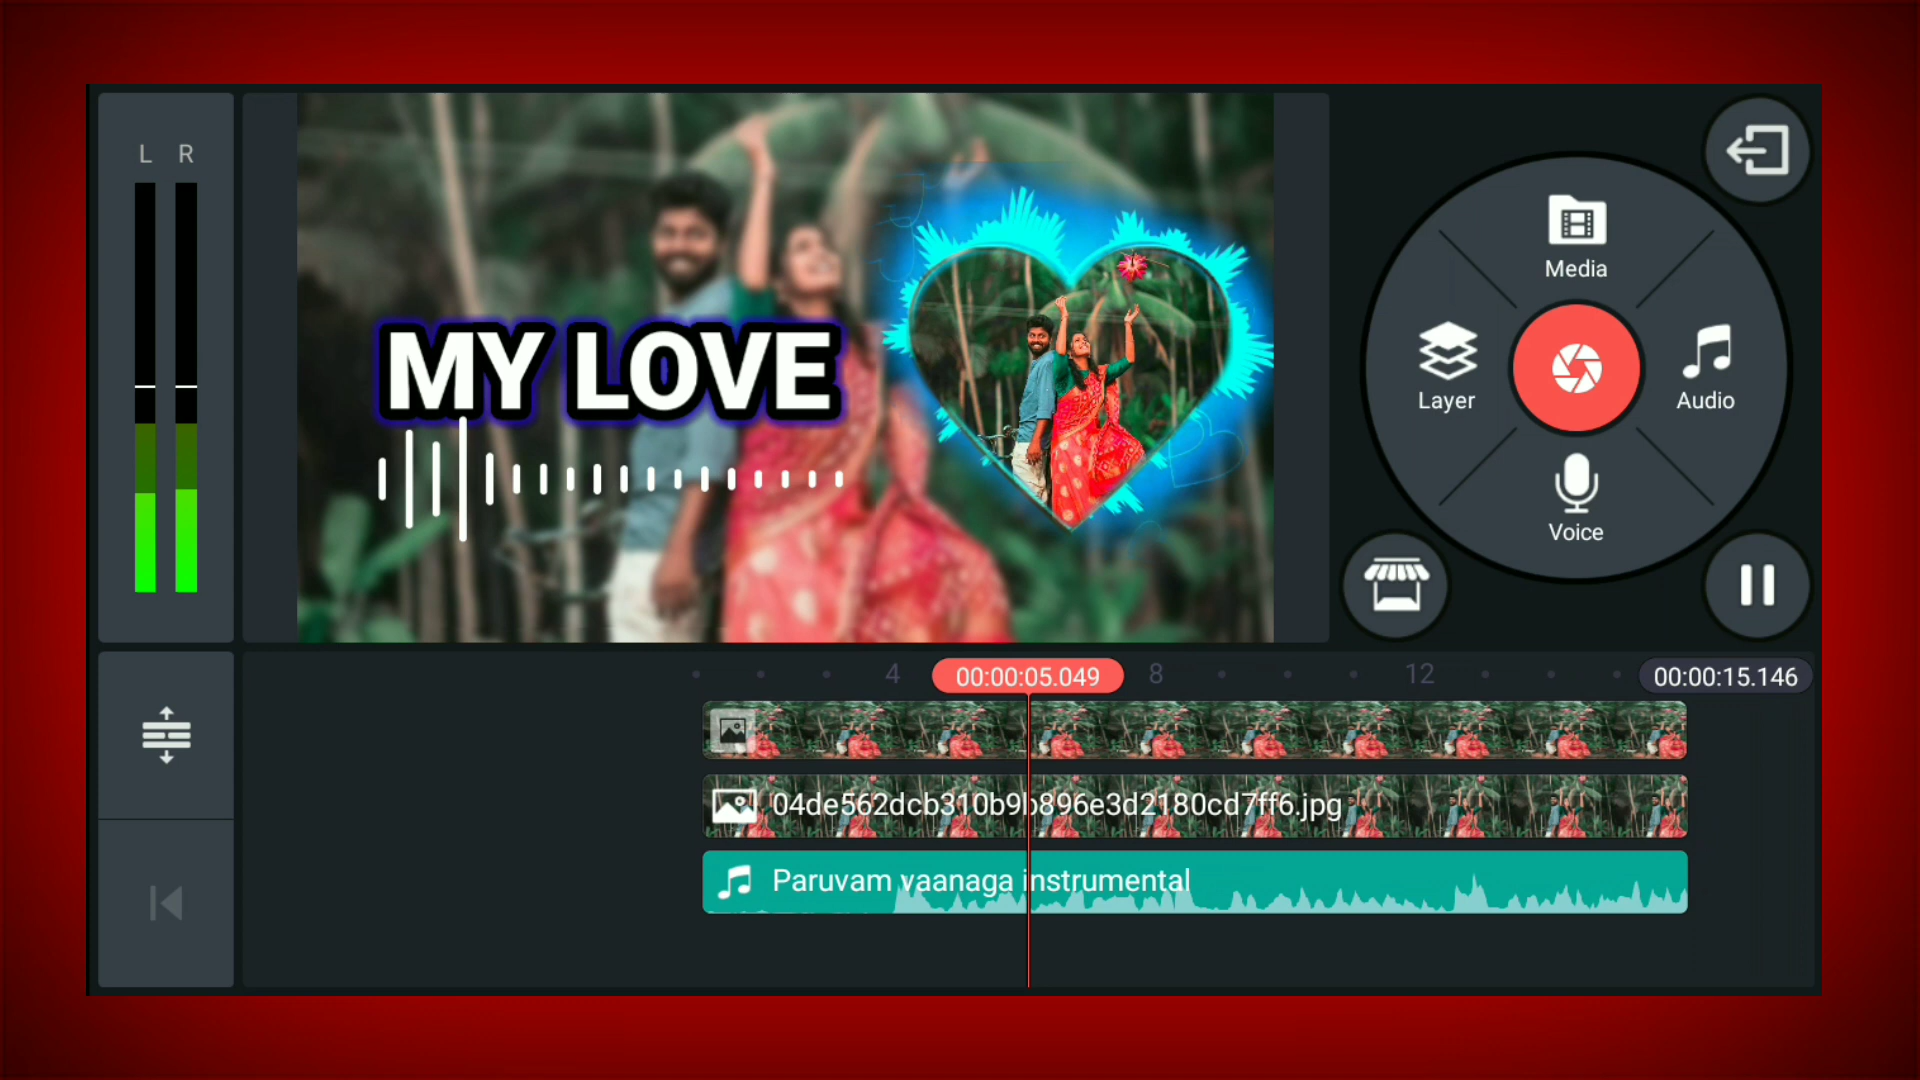 L R
MY LOVE
Media
Layer
Audio
Voice
4
00:00:05.049
8
12
00:00:15.146
04de562dcb310b9b896e3d2180cd7ff6.jpg
Paruvam vaanaga instrumental